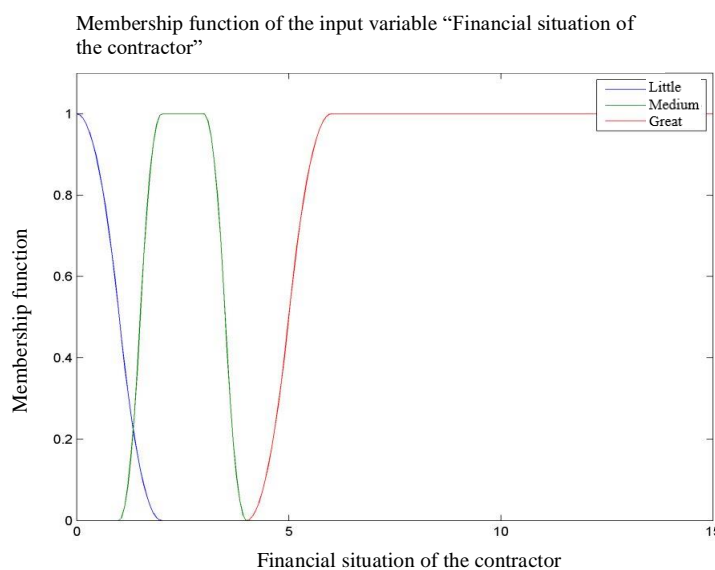 Membership function of the input variable “Financial situation of
the contractor”
Little
Medium
Great
1
0.8
0.6
0.4
0.2
0
Membership function
0
5
10
15
Financial situation of the contractor